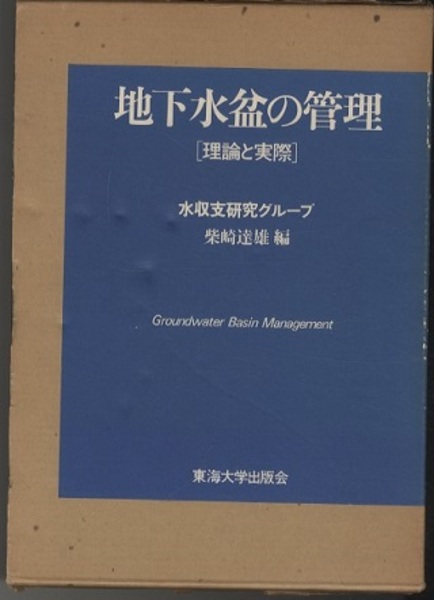 地下水盆の管理
[理論と実際]
水収支研究グループ
柴崎達雄 編
Groundwater Basin Management
東海大学出版会